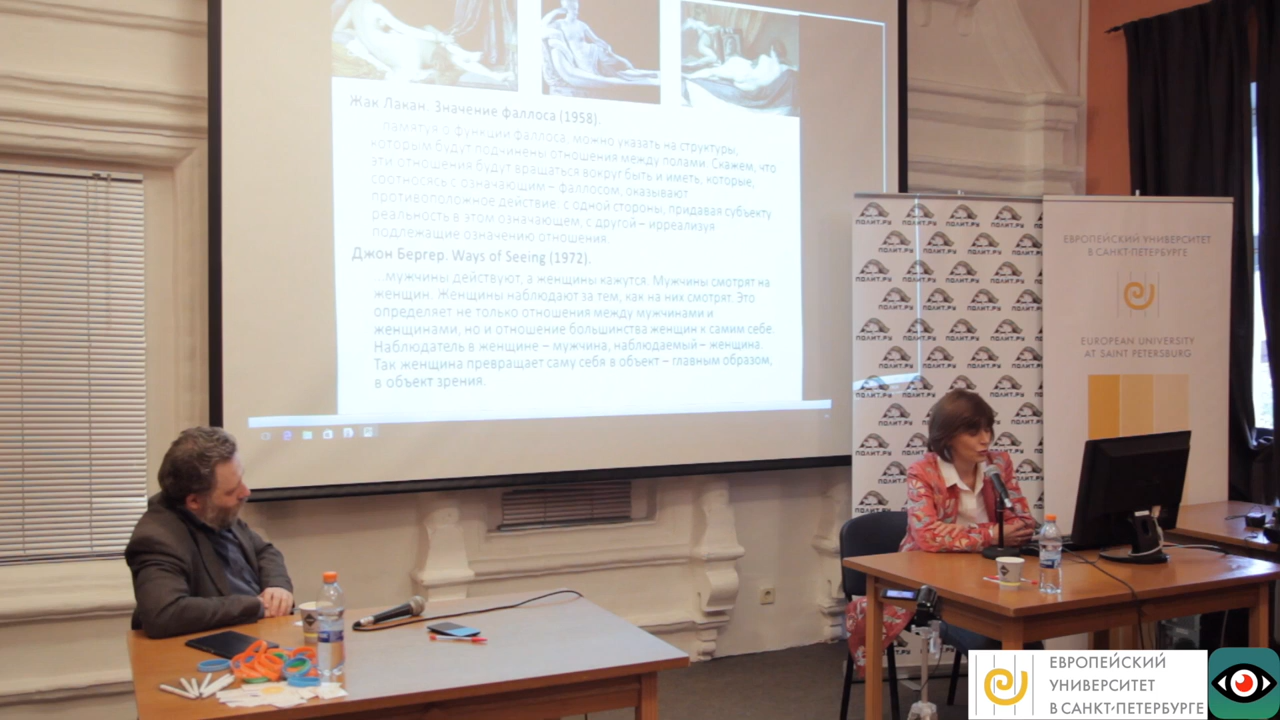 Жак Лакан. Значение фаллоса (1958).
...памятуя о функции фаллоса, можно указать на структуры,
которым будут подчинены отношения между полами. Скажем, что
эти отношения будут вращаться вокруг быть и иметь, которые,
соотносясь с означающим – фаллосом, оказывают
противоположное действие: с одной стороны, придавая субъекту
реальность в этом означающем, с другой – ирреализуя
подлежащие означению отношения.
Джон Бергер. Ways of Seeing (1972).
...мужчины действуют, а женщины кажутся. Мужчины смотрят на
женщин. Женщины наблюдают за тем, как на них смотрят. Это
определяет не только отношения между мужчинами и
женщинами, но и отношение большинства женщин к самим себе.
Наблюдатель в женщине – мужчина, наблюдаемый – женщина.
Так женщина превращает саму себя в объект – главным образом,
в объект зрения.
ПОЛИТ.РУ
ЕВРОПЕЙСКИЙ УНИВЕРСИТЕТ
В САНКТ-ПЕТЕРБУРГЕ
EUROPEAN UNIVERSITY
AT SAINT PETERSBURG
ЕВРОПЕЙСКИЙ
УНИВЕРСИТЕТ
В САНКТ-ПЕТЕРБУРГЕ